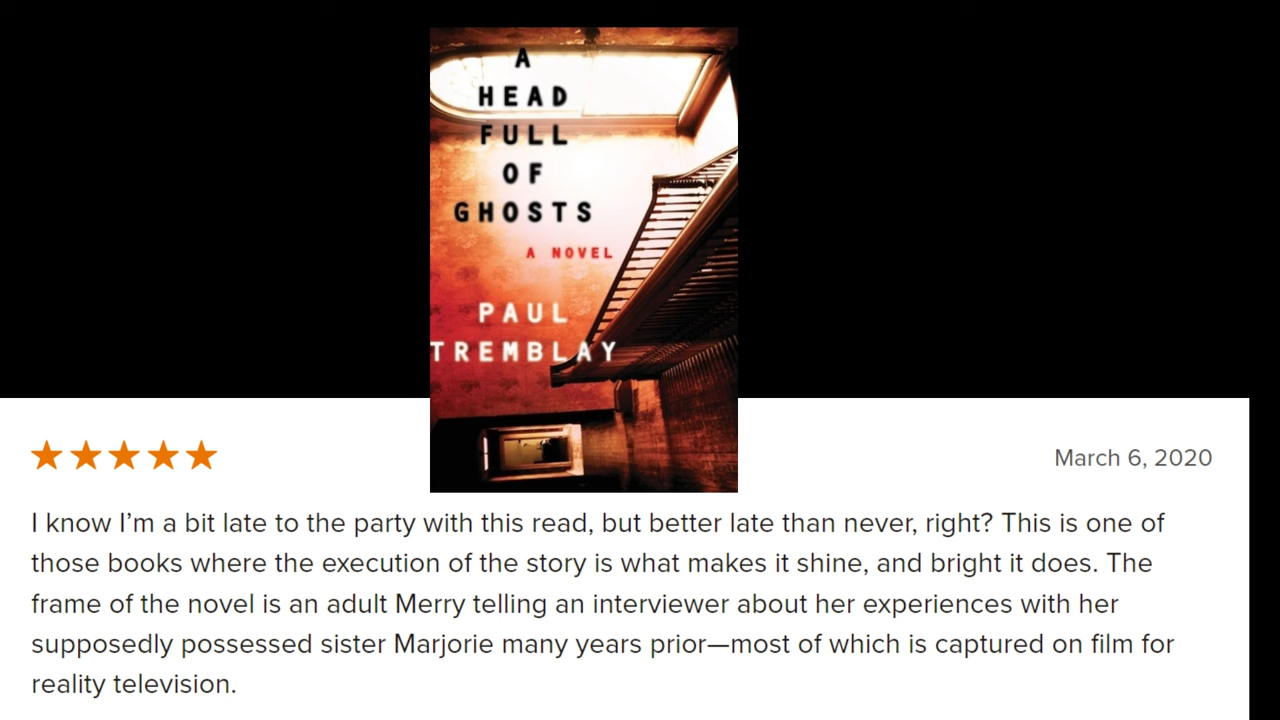 A
HEAD
FULL
OF
GHOSTS
A NOVEL
PAUL
TREMBLAY
March 6, 2020
I know I’m a bit late to the party with this read, but better late than never, right? This is one of
those books where the execution of the story is what makes it shine, and bright it does. The
frame of the novel is an adult Merry telling an interviewer about her experiences with her
supposedly possessed sister Marjorie many years prior—most of which is captured on film for
reality television.